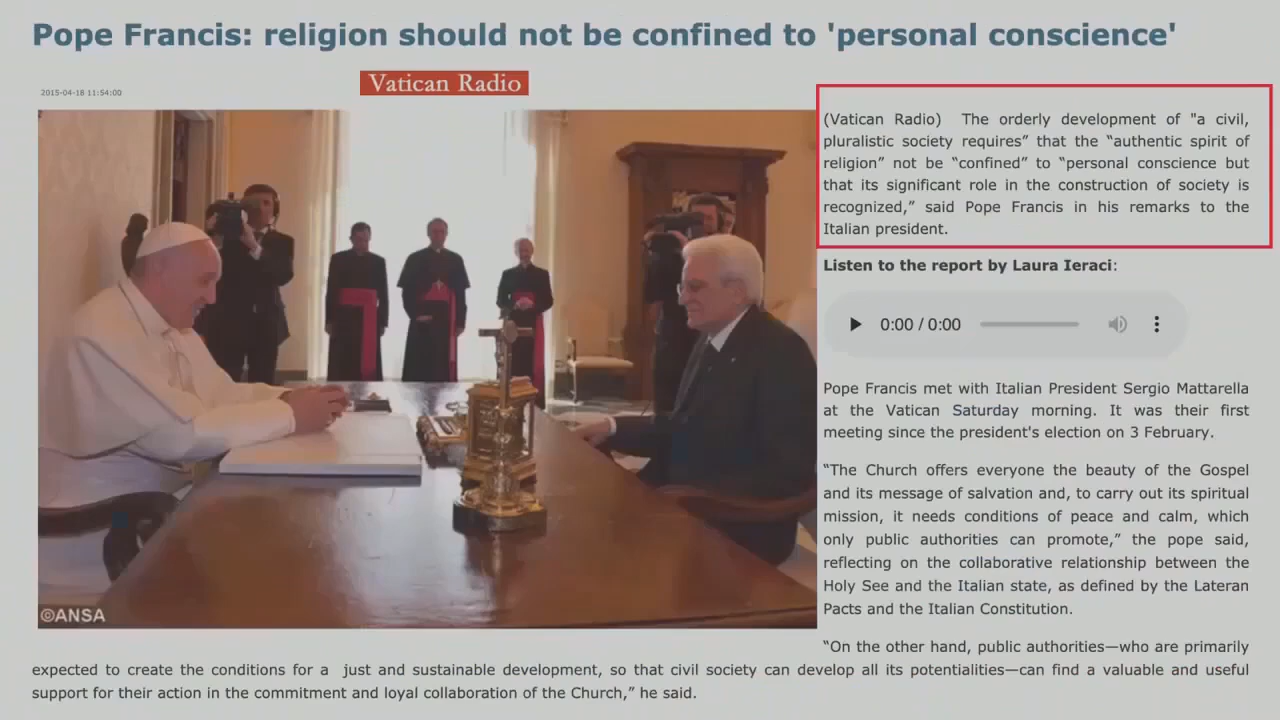 Pope Francis: religion should not be confined to 'personal conscience'
2015-04-18 11:54:00
Vatican Radio
(Vatican Radio) The orderly development of "a civil,
pluralistic society requires” that the “authentic spirit of
religion” not be “confined” to “personal conscience but
that its significant role in the construction of society is
recognized,” said Pope Francis in his remarks to the
Italian president.
Listen to the report by Laura Ieraci:
0:00 / 0:00
Pope Francis met with Italian President Sergio Mattarella
at the Vatican Saturday morning. It was their first
meeting since the president's election on 3 February.
“The Church offers everyone the beauty of the Gospel
and its message of salvation and, to carry out its spiritual
mission, it needs conditions of peace and calm, which
only public authorities can promote,” the pope said,
reflecting on the collaborative relationship between the
Holy See and the Italian state, as defined by the Lateran
Pacts and the Italian Constitution.
©ANSA
“On the other hand, public authorities—who are primarily
expected to create the conditions for a just and sustainable development, so that civil society can develop all its potentialities—can find a valuable and useful
support for their action in the commitment and loyal collaboration of the Church,” he said.